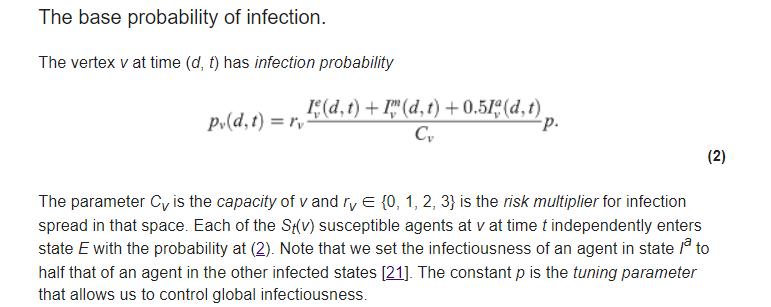 The base probability of infection.
The vertex v at time (d, t) has infection probability
p_v(d, t) = r_v \frac{I_v^e(d, t) + I_v^m(d, t) + 0.5I_v^a(d, t)}{C_v} p.
(2)
The parameter C_v is the capacity of v and r_v ∈ {0, 1, 2, 3} is the risk multiplier for infection
spread in that space. Each of the S_t(v) susceptible agents at v at time t independently enters
state E with the probability at (2). Note that we set the infectiousness of an agent in state I^a to
half that of an agent in the other infected states [21]. The constant p is the tuning parameter
that allows us to control global infectiousness.